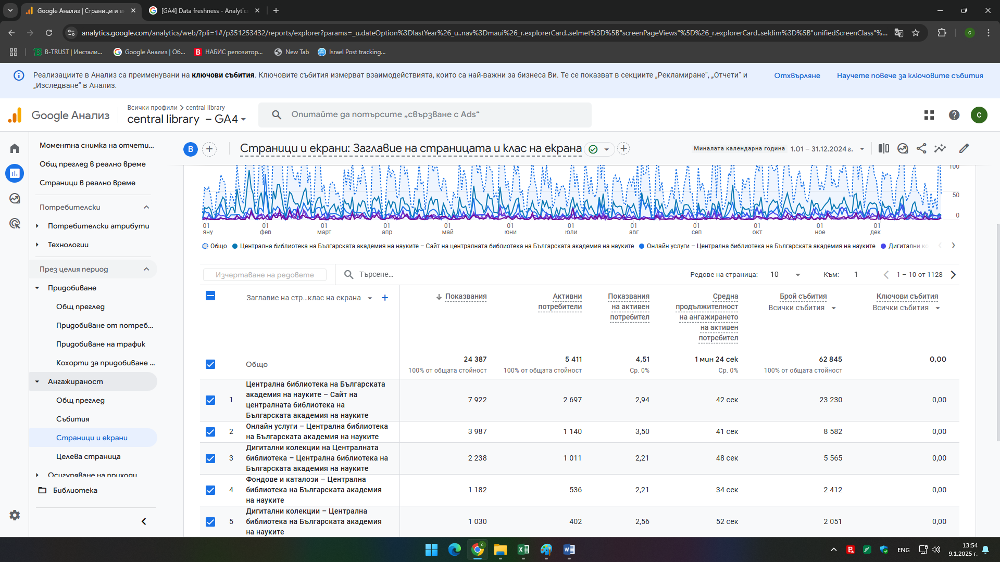 Google Анализ | Страници и е
[GA4] Data freshness - Analytic
analytics.google.com/analytics/web/?pli=1#/p351253432/reports/explorer?params=_u.dateOption%3DlastYear%26_u..nav%3Dmaui%26_r.explorerCard..selmet%3D%5B"screenPageViews"%5D%26_r.explorerCard..seldim%3D%5B"unifiedScreenClass"%...
B-TRUST | Инстали...
Google Анализ | Об...
НАБИС репозитор...
New Tab
Israel Post tracking...
Реализациите в Анализ са преименувани на ключови събития. Ключовите събития измерват взаимодействията, които са най-важни за бизнеса Ви. Те се показват в секциите „Рекламиране“, „Отчети“ и
„Изследване“ в Анализ.
Отхвърляне
Научете повече за ключовите събития
Google Анализ
Всички профили > central library
central library – GA4
Опитайте да потърсите „свързване с Ads“
C
Моментна снимка на отчети...
Общ преглед в реално време
Страници в реално време
Потребителски
Потребителски атрибути
Технологии
През целия период
Придобиване
Общ преглед
Придобиване от потреб...
Придобиване на трафик
Кохорти за придобиване ...
Ангажираност
Общ преглед
Събития
Страници и екрани
Целева страница
Осигуряване на приходи
Библиотека
B
Страници и екрани: Заглавие на страницата и клас на екрана
Миналата календарна година 1.01 – 31.12.2024 г.
100
50
0
01 01 01 01 01 01 01 01 01 01 01 01
яну фев март апр май юни юли авг сеп окт ное дек
Общо
Централна библиотека на Българската академия на науките – Сайт на централната библиотека на Българската академия на науките
Онлайн услуги – Централна библиотека на Българската академия на науките
Дигитални к
Изчертаване на редовете
Търсене...
Редове на страница: 10
Към: 1
1 – 10 от 1128
Заглавие на стр...клас на екрана
Показвания
Активни
потребители
Показвания
на активен
потребител
Средна
продължителност
на ангажирането
на активен
потребител
Брой събития
Всички събития
Ключови събития
Всички събития
Общо
24 387
100% от общата стойност
5 411
100% от общата стойност
4,51
Ср. 0%
1 мин 24 сек
Ср. 0%
62 845
100% от общата стойност
0,00
1
Централна библиотека на Българската
академия на науките – Сайт на
централната библиотека на
Българската академия на науките
7 922 2 697 2,94 42 сек 23 230 0,00
2
Онлайн услуги – Централна библиотека
на Българската академия на науките
3 987 1 140 3,50 41 сек 8 582 0,00
3
Дигитални колекции на Централната
библиотека – Централна библиотека на
Българската академия на науките
2 238 1 011 2,21 48 сек 5 565 0,00
4
Фондове и каталози – Централна
библиотека на Българската академия
на науките
1 182 536 2,21 34 сек 2 412 0,00
5
Дигитални колекции – Централна
библиотека на Българската академия
на науките
1 030 402 2,56 52 сек 2 051 0,00
ENG
13:54
9.1.2025 г.